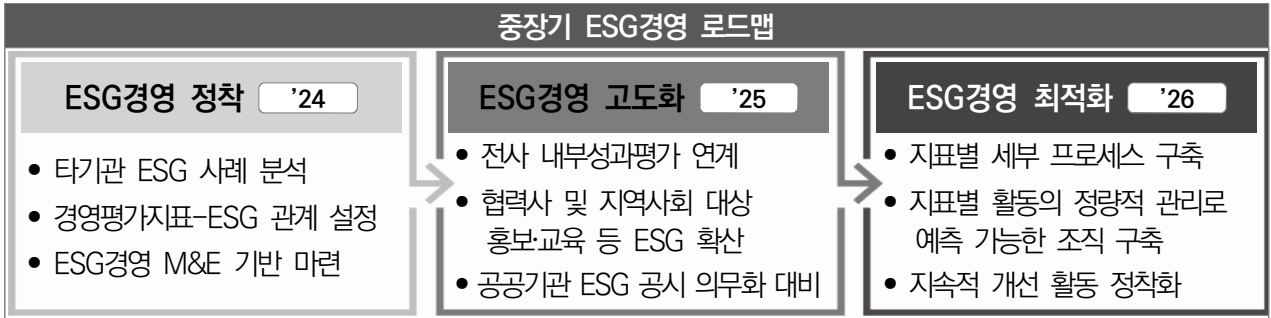 중장기 ESG경영 로드맵
ESG경영 정착 ’24
• 타기관 ESG 사례 분석
• 경영평가지표-ESG 관계 설정
• ESG경영 M&E 기반 마련
ESG경영 고도화 ’25
• 전사 내부성과평가 연계
• 협력사 및 지역사회 대상
홍보·교육 등 ESG 확산
• 공공기관 ESG 공시 의무화 대비
ESG경영 최적화 ’26
• 지표별 세부 프로세스 구축
• 지표별 활동의 정량적 관리로
예측 가능한 조직 구축
• 지속적 개선 활동 정착화